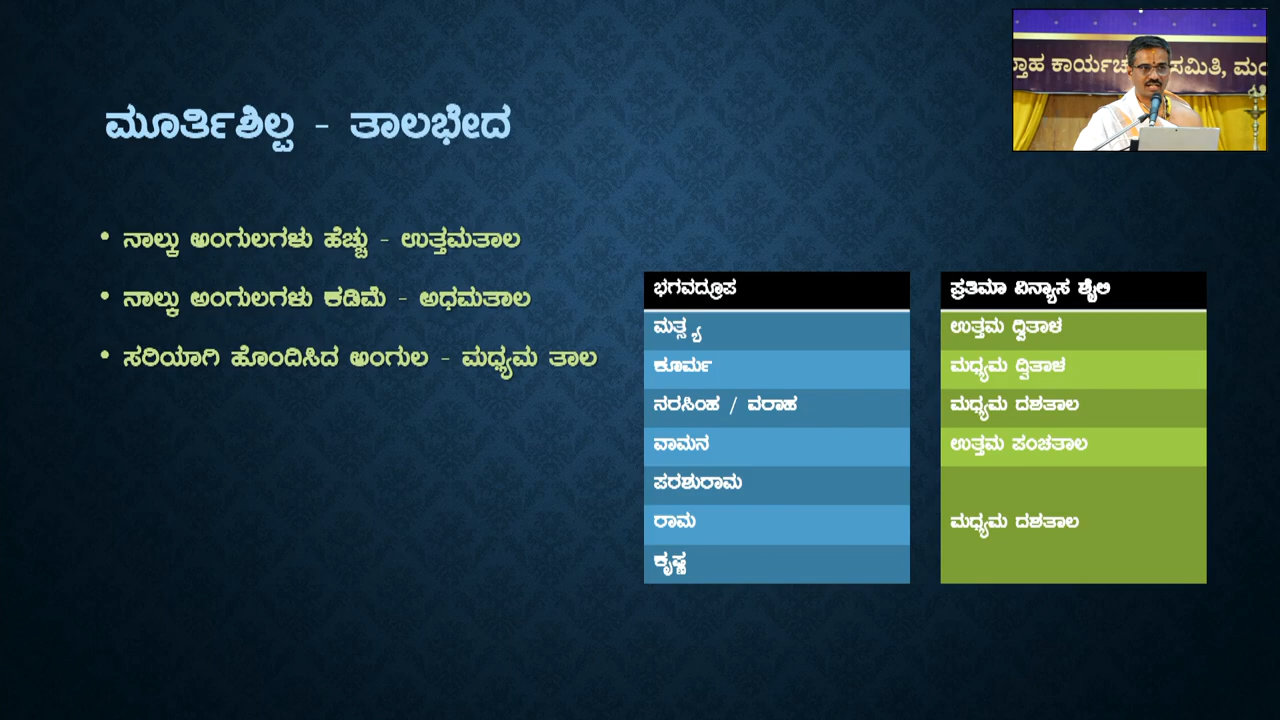 ಸ್ತಾಹ ಕಾರ್ಯಚ ಸಮಿತಿ, ಮಂ
ಮೂರ್ತಿಶಿಲ್ಪ - ತಾಲಭೇದ
• ನಾಲ್ಕು ಅಂಗುಲಗಳು ಹೆಚ್ಚು - ಉತ್ತಮತಾಲ
• ನಾಲ್ಕು ಅಂಗುಲಗಳು ಕಡಿಮೆ - ಅಧಮತಾಲ
• ಸರಿಯಾಗಿ ಹೊಂದಿಸಿದ ಅಂಗುಲ - ಮಧ್ಯಮ ತಾಲ
ಭಗವದ್ರೂಪ ಪ್ರತಿಮಾ ವಿನ್ಯಾಸ ಶೈಲಿ
ಮತ್ಸ್ಯ ಉತ್ತಮ ದ್ವಿತಾಳ
ಕೂರ್ಮ ಮಧ್ಯಮ ದ್ವಿತಾಳ
ನರಸಿಂಹ / ವರಾಹ ಮಧ್ಯಮ ದಶತಾಲ
ವಾಮನ ಉತ್ತಮ ಪಂಚತಾಲ
ಪರಶುರಾಮ
ರಾಮ ಮಧ್ಯಮ ದಶತಾಲ
ಕೃಷ್ಣ